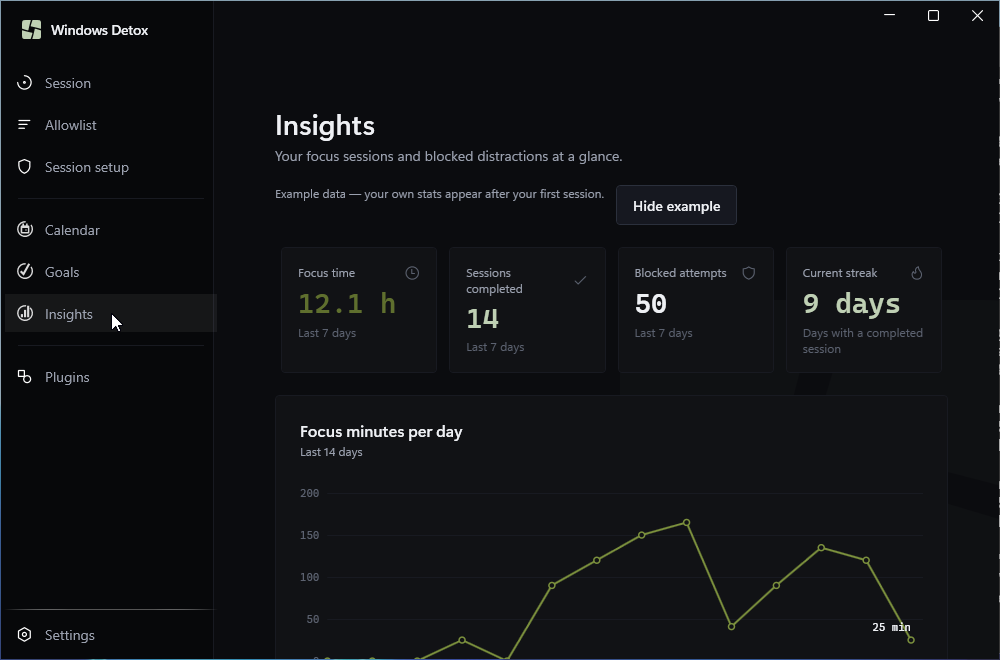 Windows Detox
Session
Allowlist
Session setup
Calendar
Goals
Insights
Plugins
Settings
Insights
Your focus sessions and blocked distractions at a glance.
Example data — your own stats appear after your first session.
Hide example
Focus time
12.1 h
Last 7 days
Sessions
completed
14
Last 7 days
Blocked attempts
50
Last 7 days
Current streak
9 days
Days with a completed
session
Focus minutes per day
Last 14 days
200
150
100
50
0
25 min